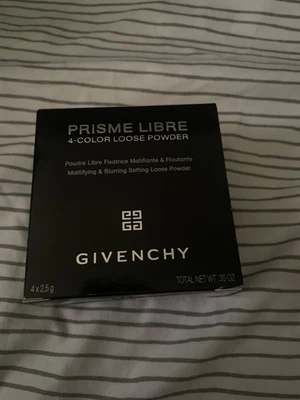 PRISME LIBRE
4-COLOR LOOSE POWDER
Poudre Libre Fixatrice Matifiante & Floutante
Mattifying & Blurring Setting Loose Powder
GIVENCHY
4 x 2,5 g
TOTAL NET WT .35 OZ